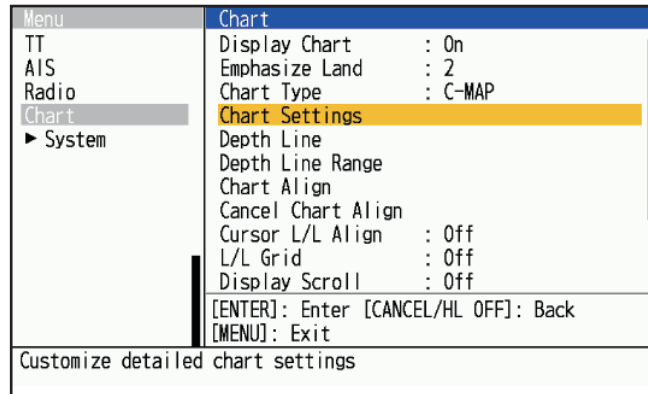 Menu
TT
AIS
Radio
Chart
► System
Chart
Display Chart : On
Emphasize Land : 2
Chart Type : C-MAP
Chart Settings
Depth Line
Depth Line Range
Chart Align
Cancel Chart Align
Cursor L/L Align : Off
L/L Grid : Off
Display Scroll : Off
[ENTER]: Enter [CANCEL/HL OFF]: Back
[MENU]: Exit
Customize detailed chart settings